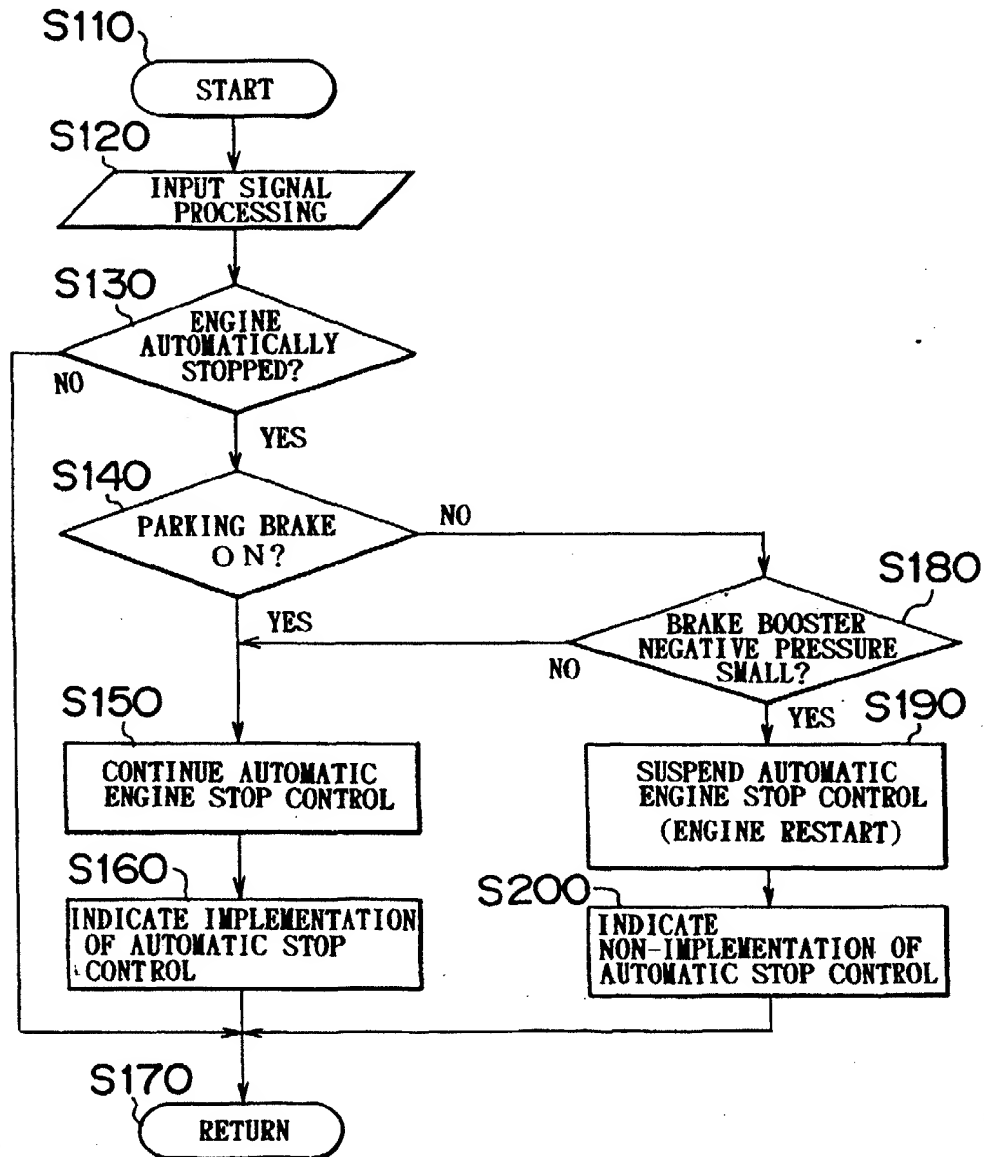 S110
START
S120
INPUT SIGNAL
PROCESSING
S130
ENGINE
AUTOMATICALLY
STOPPED?
NO
YES
S140
PARKING BRAKE
ON?
NO
YES
S180
BRAKE BOOSTER
NEGATIVE PRESSURE
SMALL?
NO
YES
S150
CONTINUE AUTOMATIC
ENGINE STOP CONTROL
S190
SUSPEND AUTOMATIC
ENGINE STOP CONTROL
(ENGINE RESTART)
S160
INDICATE IMPLEMENTATION
OF AUTOMATIC STOP
CONTROL
S200
INDICATE
NON-IMPLEMENTATION OF
AUTOMATIC STOP CONTROL
S170
RETURN